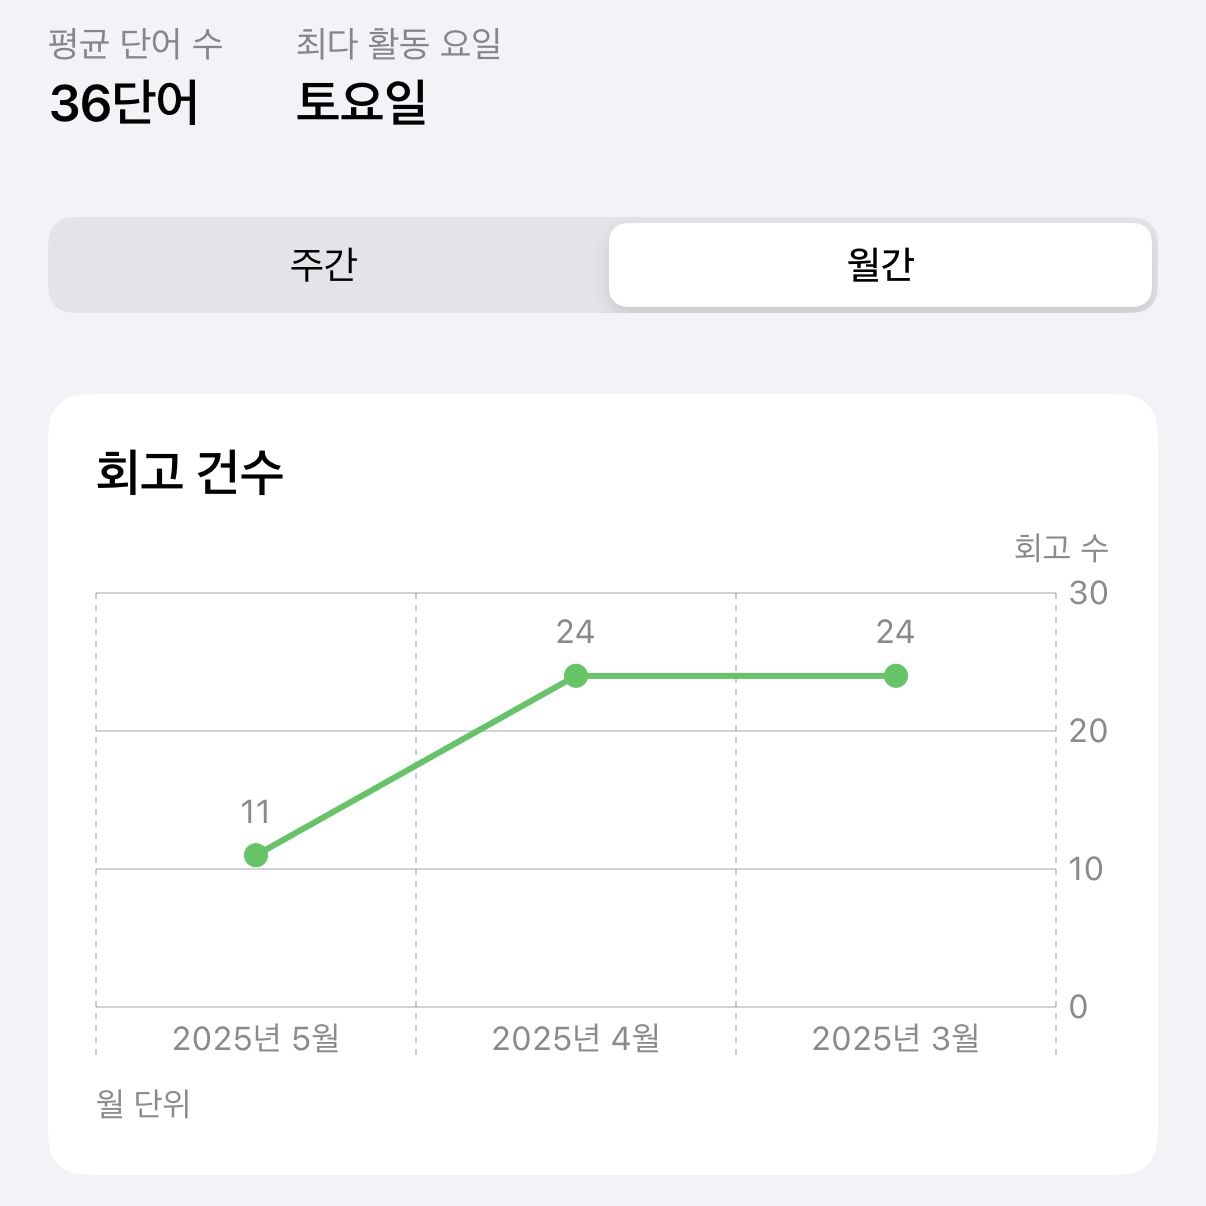 평균 단어 수 최다 활동 요일
36단어 토요일
주간 월간
회고 건수
회고 수
30
24 24
20
11
10
0
2025년 5월 2025년 4월 2025년 3월
월 단위